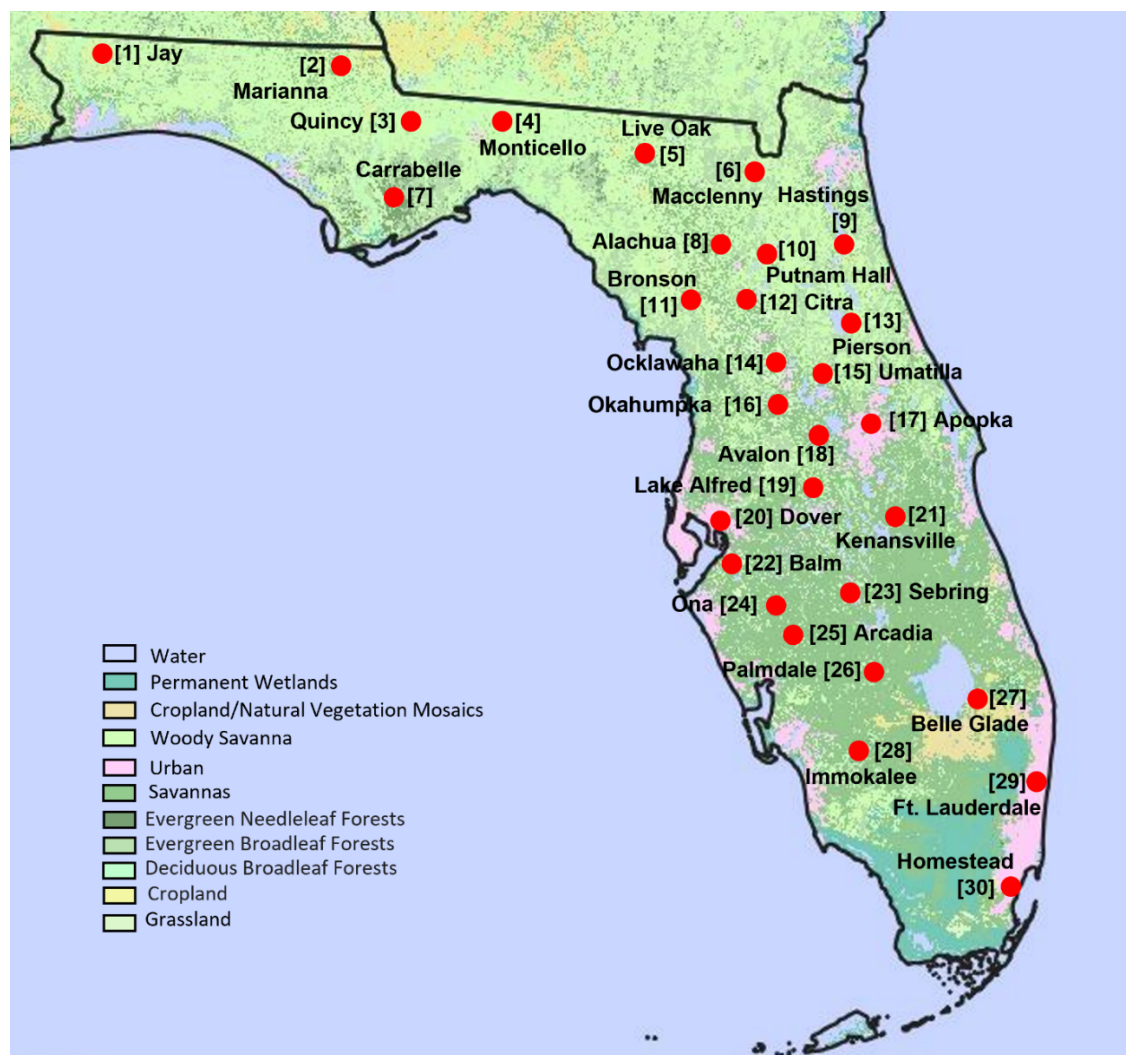 [1] Jay
[2]
Marianna
Quincy [3]
[4]
Monticello
Live Oak
[5]
[6]
Macclenny
Carrabelle
[7]
Hastings
[9]
Alachua [8]
[10]
Putnam Hall
Bronson
[11]
[12] Citra
[13]
Pierson
Ocklawaha [14]
[15] Umatilla
Okahumpka [16]
[17] Apopka
Avalon [18]
Lake Alfred [19]
[20] Dover
[21]
Kenansville
[22] Balm
[23] Sebring
Ona [24]
[25] Arcadia
Palmdale [26]
[27]
Belle Glade
[28]
Immokalee
[29]
Ft. Lauderdale
Homestead
[30]
Water
Permanent Wetlands
Cropland/Natural Vegetation Mosaics
Woody Savanna
Urban
Savannas
Evergreen Needleleaf Forests
Evergreen Broadleaf Forests
Deciduous Broadleaf Forests
Cropland
Grassland